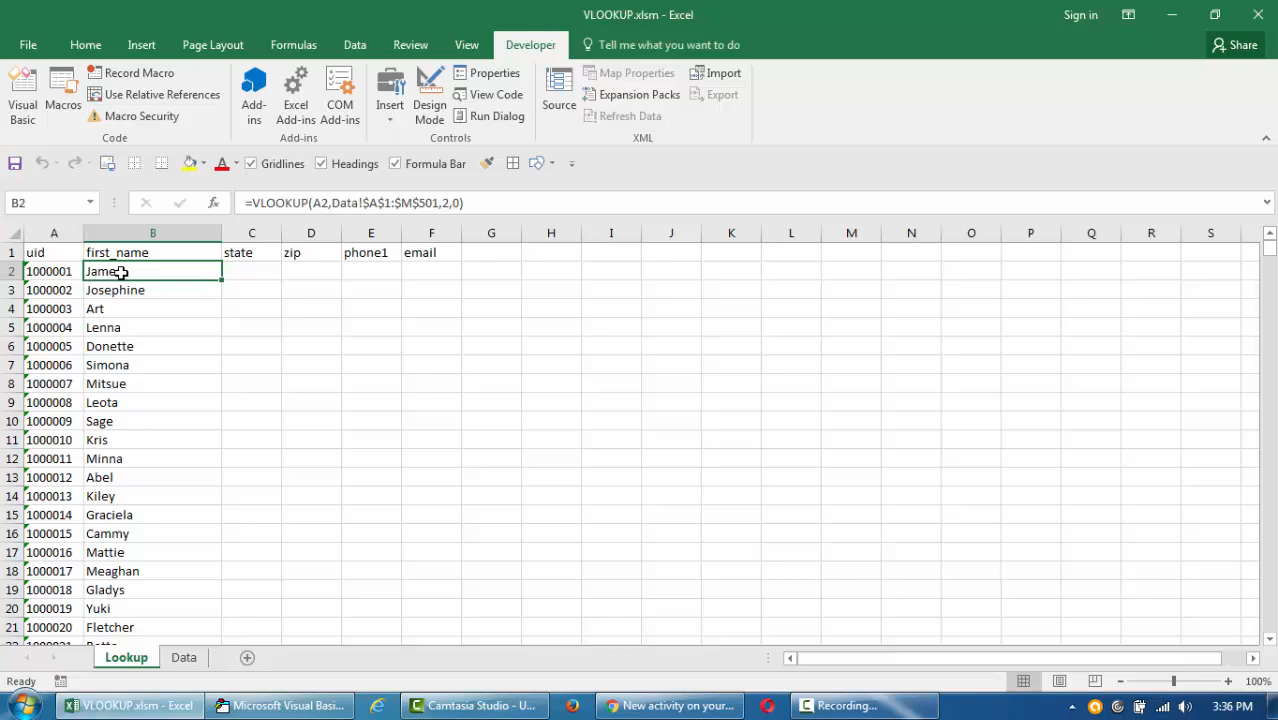 VLOOKUP.xlsm - Excel
Sign in
File Home Insert Page Layout Formulas Data Review View Developer Tell me what you want to do Share
Visual Basic
Macros
Record Macro
Use Relative References
Macro Security
Code
Add-ins
Excel Add-ins
COM Add-ins
Add-ins
Insert
Design Mode
Properties
View Code
Run Dialog
Controls
Source
Map Properties
Expansion Packs
Refresh Data
Import
Export
XML
Gridlines Headings Formula Bar
B2 fx =VLOOKUP(A2,Data!$A$1:$M$501,2,0)
A B C D E F G H I J K L M N O P Q R S
1 uid first_name state zip phone1 email
2 1000001 Jame
3 1000002 Josephine
4 1000003 Art
5 1000004 Lenna
6 1000005 Donette
7 1000006 Simona
8 1000007 Mitsue
9 1000008 Leota
10 1000009 Sage
11 1000010 Kris
12 1000011 Minna
13 1000012 Abel
14 1000013 Kiley
15 1000014 Graciela
16 1000015 Cammy
17 1000016 Mattie
18 1000017 Meaghan
19 1000018 Gladys
20 1000019 Yuki
21 1000020 Fletcher
Lookup Data
Ready 100%
VLOOKUP.xlsm - Excel Microsoft Visual Basi... Camtasia Studio - U... New activity on your... Recording... 3:36 PM